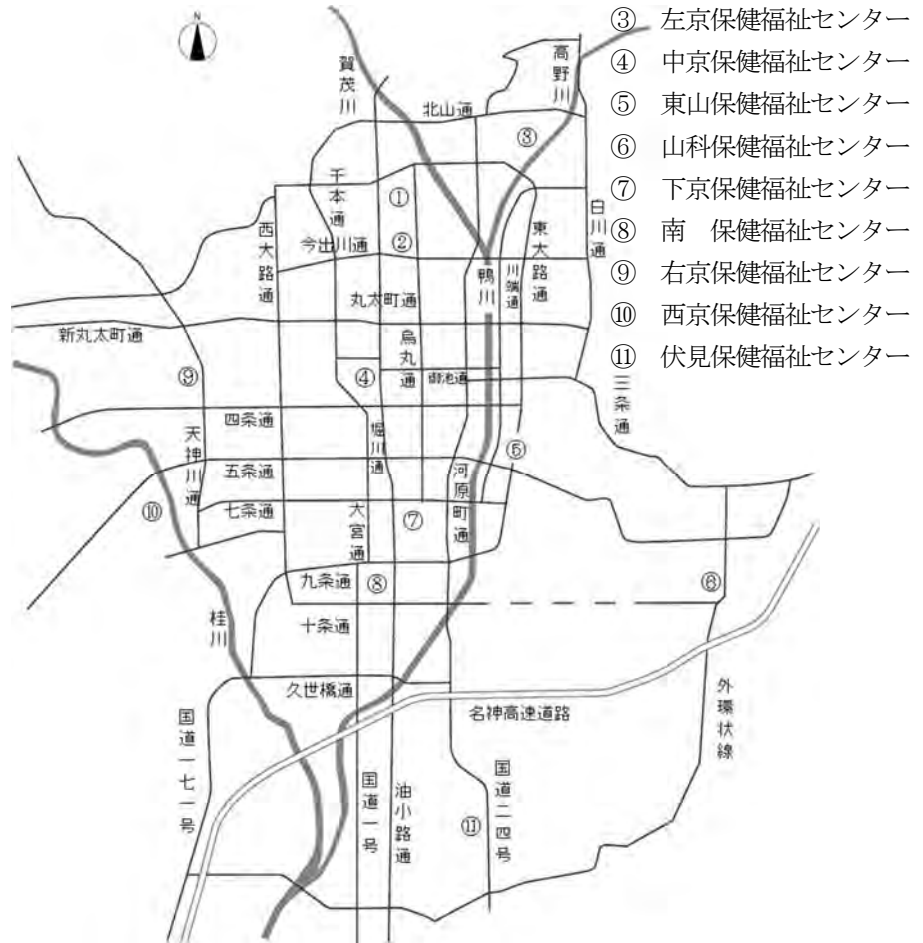 N
③ 左京保健福祉センター
④ 中京保健福祉センター
⑤ 東山保健福祉センター
⑥ 山科保健福祉センター
⑦ 下京保健福祉センター
⑧ 南　保健福祉センター
⑨ 右京保健福祉センター
⑩ 西京保健福祉センター
⑪ 伏見保健福祉センター
賀茂川
高野川
北山通
③
千本通
①
白川通
西大路通
今出川通
②
東大路通
川端通
鴨川
丸太町通
新丸太町通
烏丸通
⑨
④
御池通
三条通
四条通
天神川通
堀川通
⑤
五条通
河原町通
⑩
七条通
大宮通
⑦
九条通
⑧
⑥
桂川
十条通
久世橋通
名神高速道路
外環状線
国道一七一号
国道一号
油小路通
国道二四号
⑪